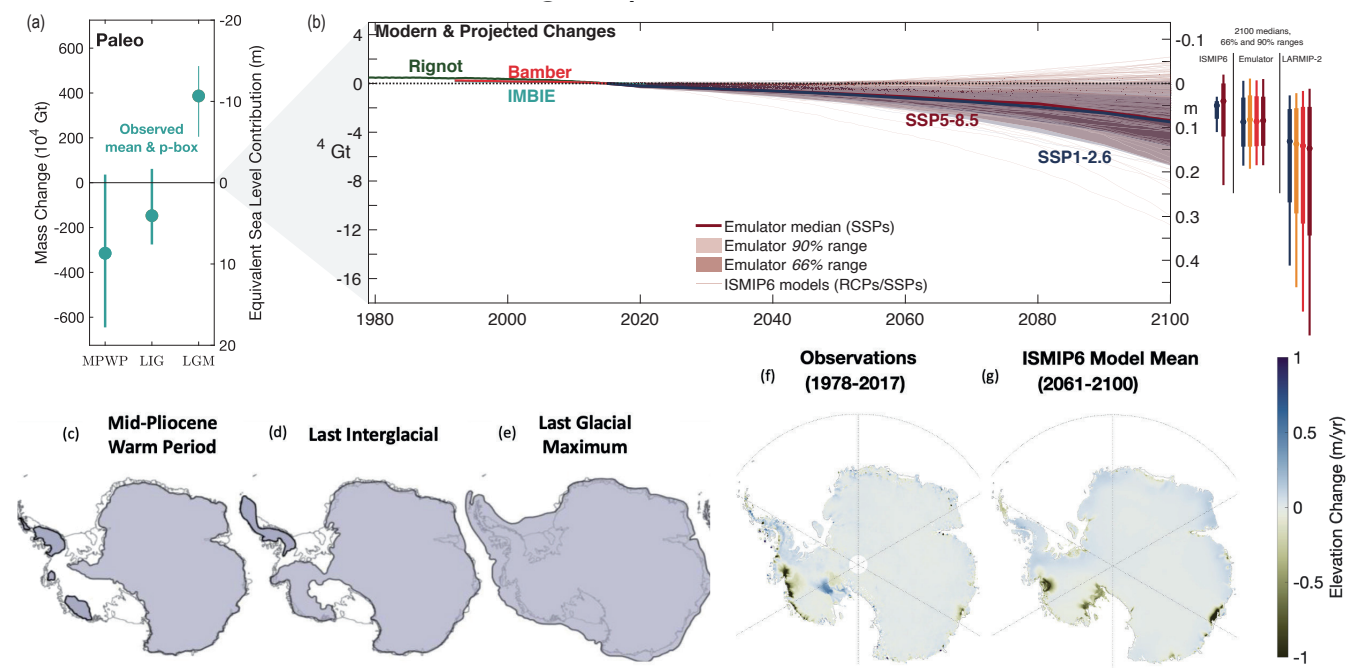 (a)
Paleo
Mass Change (10⁴ Gt)
600
400
200
0
-200
-400
-600
-20
-10
0
10
20
Equivalent Sea Level Contribution (m)
Observed
mean & p-box
MPWP LIG LGM
(b)
Modern & Projected Changes
4
0
-4
⁴ Gt
-8
-12
-16
Rignot
Bamber
IMBIE
SSP5-8.5
SSP1-2.6
Emulator median (SSPs)
Emulator 90% range
Emulator 66% range
ISMIP6 models (RCPs/SSPs)
1980 2000 2020 2040 2060 2080 2100
-0.1
0
m
0.1
0.2
0.3
0.4
2100 medians,
66% and 90% ranges
ISMIP6 Emulator LARMIP-2
(c) Mid-Pliocene
Warm Period
(d) Last Interglacial
(e) Last Glacial
Maximum
(f) Observations
(1978-2017)
(g) ISMIP6 Model Mean
(2061-2100)
1
0.5
0
-0.5
-1
Elevation Change (m/yr)